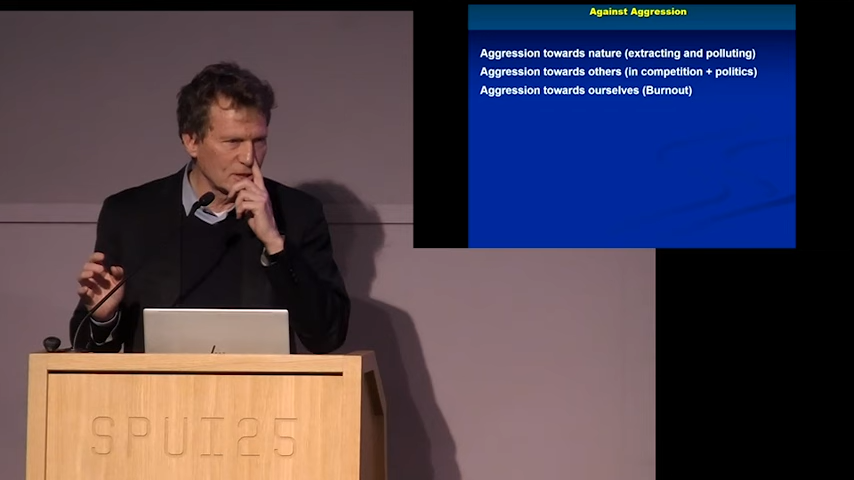 Against Aggression
Aggression towards nature (extracting and polluting)
Aggression towards others (in competition + politics)
Aggression towards ourselves (Burnout)
SPUI25